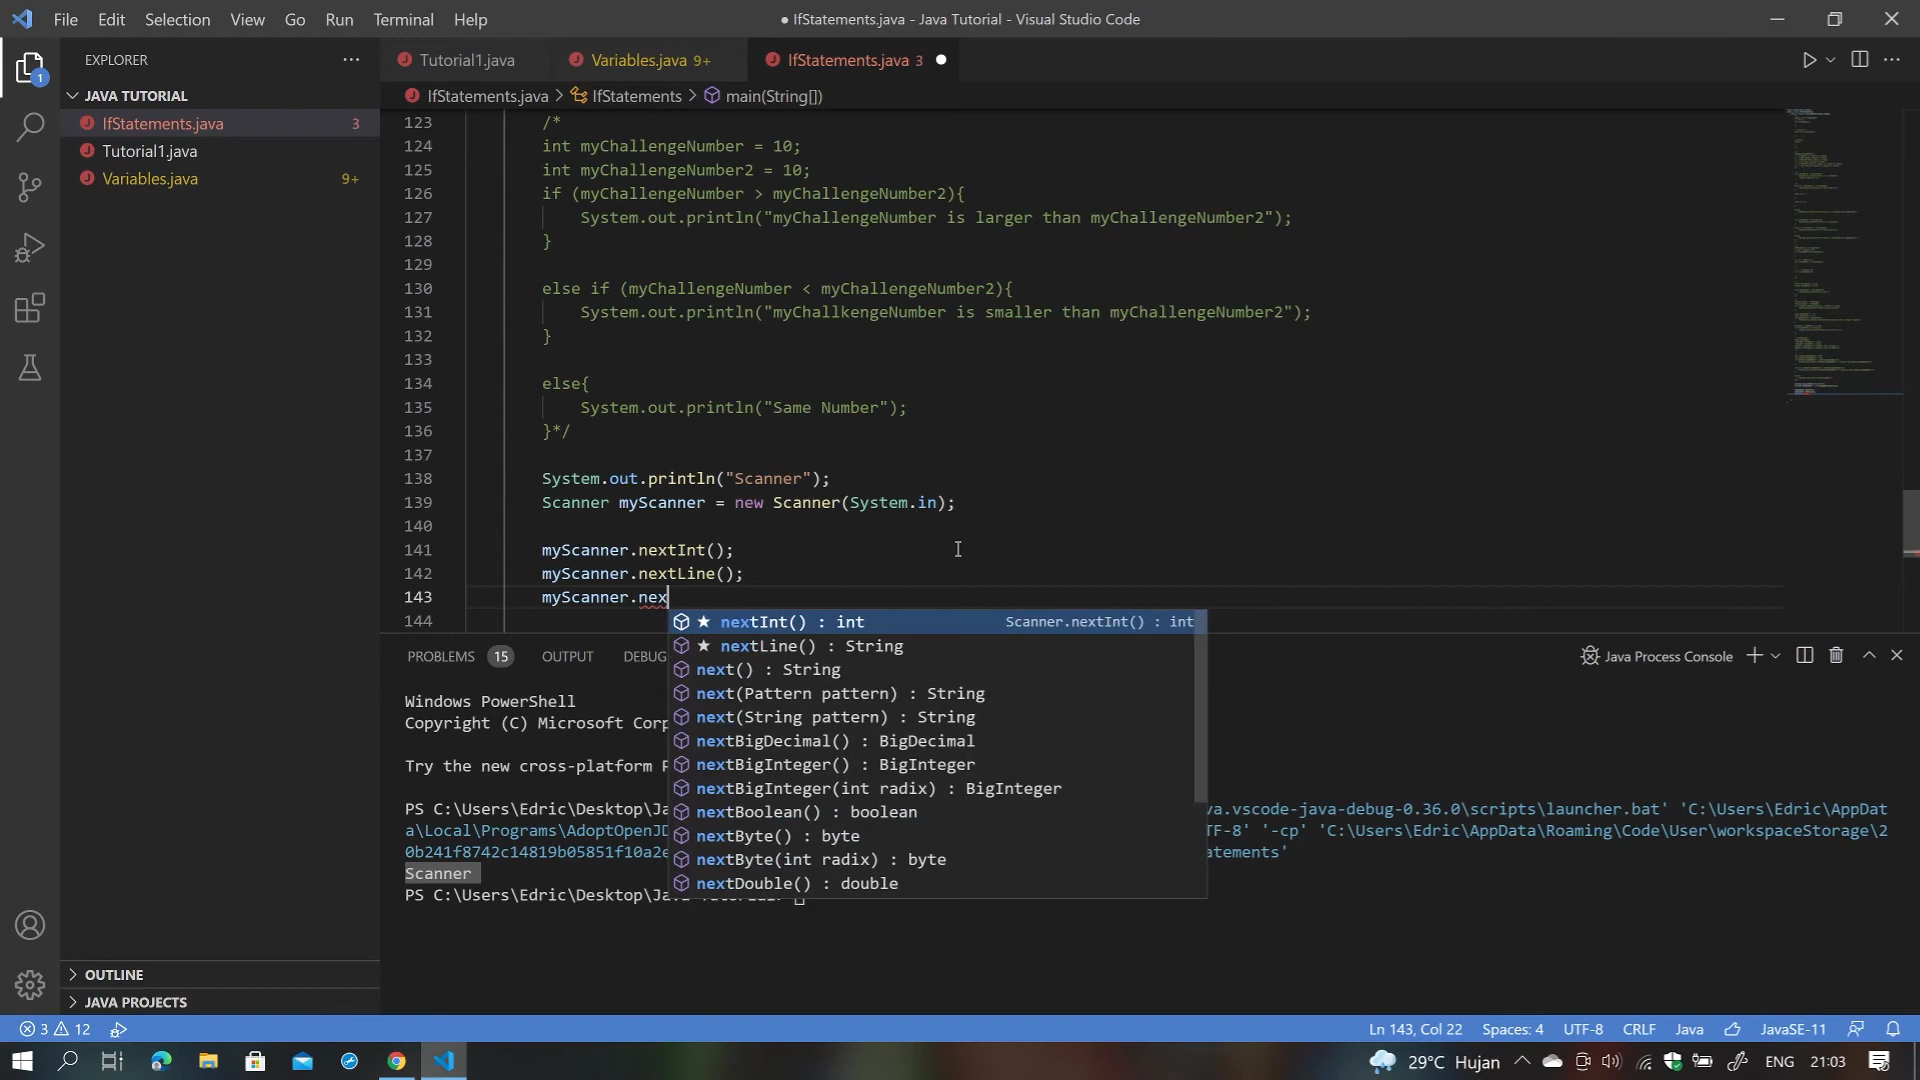 File Edit Selection View Go Run Terminal Help
● IfStatements.java - Java Tutorial - Visual Studio Code
EXPLORER
Tutorial1.java
Variables.java 9+
IfStatements.java 3
JAVA TUTORIAL
IfStatements.java > IfStatements > main(String[])
IfStatements.java 3
Tutorial1.java
Variables.java 9+
123 /*
124 int myChallengeNumber = 10;
125 int myChallengeNumber2 = 10;
126 if (myChallengeNumber > myChallengeNumber2){
127 System.out.println("myChallengeNumber is larger than myChallengeNumber2");
128 }
129
130 else if (myChallengeNumber < myChallengeNumber2){
131 System.out.println("myChallkengeNumber is smaller than myChallengeNumber2");
132 }
133
134 else{
135 System.out.println("Same Number");
136 }*/
137
138 System.out.println("Scanner");
139 Scanner myScanner = new Scanner(System.in);
140
141 myScanner.nextInt();
142 myScanner.nextLine();
143 myScanner.nex
144
★ nextInt() : int Scanner.nextInt() : int
★ nextLine() : String
next() : String
next(Pattern pattern) : String
next(String pattern) : String
nextBigDecimal() : BigDecimal
nextBigInteger() : BigInteger
nextBigInteger(int radix) : BigInteger
nextBoolean() : boolean
nextByte() : byte
nextByte(int radix) : byte
nextDouble() : double
PROBLEMS 15 OUTPUT DEBUG
Java Process Console
Windows PowerShell
Copyright (C) Microsoft Corp
Try the new cross-platform P
PS C:\Users\Edric\Desktop\Ja va.vscode-java-debug-0.36.0\scripts\launcher.bat' 'C:\Users\Edric\AppDat
a\Local\Programs\AdoptOpenJD TF-8' '-cp' 'C:\Users\Edric\AppData\Roaming\Code\User\workspaceStorage\2
0b241f8742c14819b05851f10a2e atements'
Scanner
PS C:\Users\Edric\Desktop\Ja
OUTLINE
JAVA PROJECTS
3 12
Ln 143, Col 22 Spaces: 4 UTF-8 CRLF Java JavaSE-11
29°C Hujan ENG 21:03